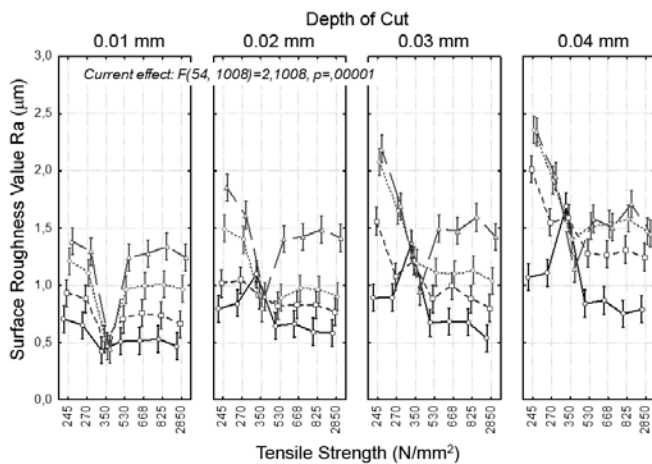 Depth of Cut
0.01 mm 0.02 mm 0.03 mm 0.04 mm
Current effect: F(54, 1008)=2,1008, p=,00001
Surface Roughness Value Ra (μm)
3,0
2,5
2,0
1,5
1,0
0,5
0,0
245 270 350 530 668 825 2850 245 270 350 530 668 825 2850 245 270 350 530 668 825 2850 245 270 350 530 668 825 2850
Tensile Strength (N/mm²)